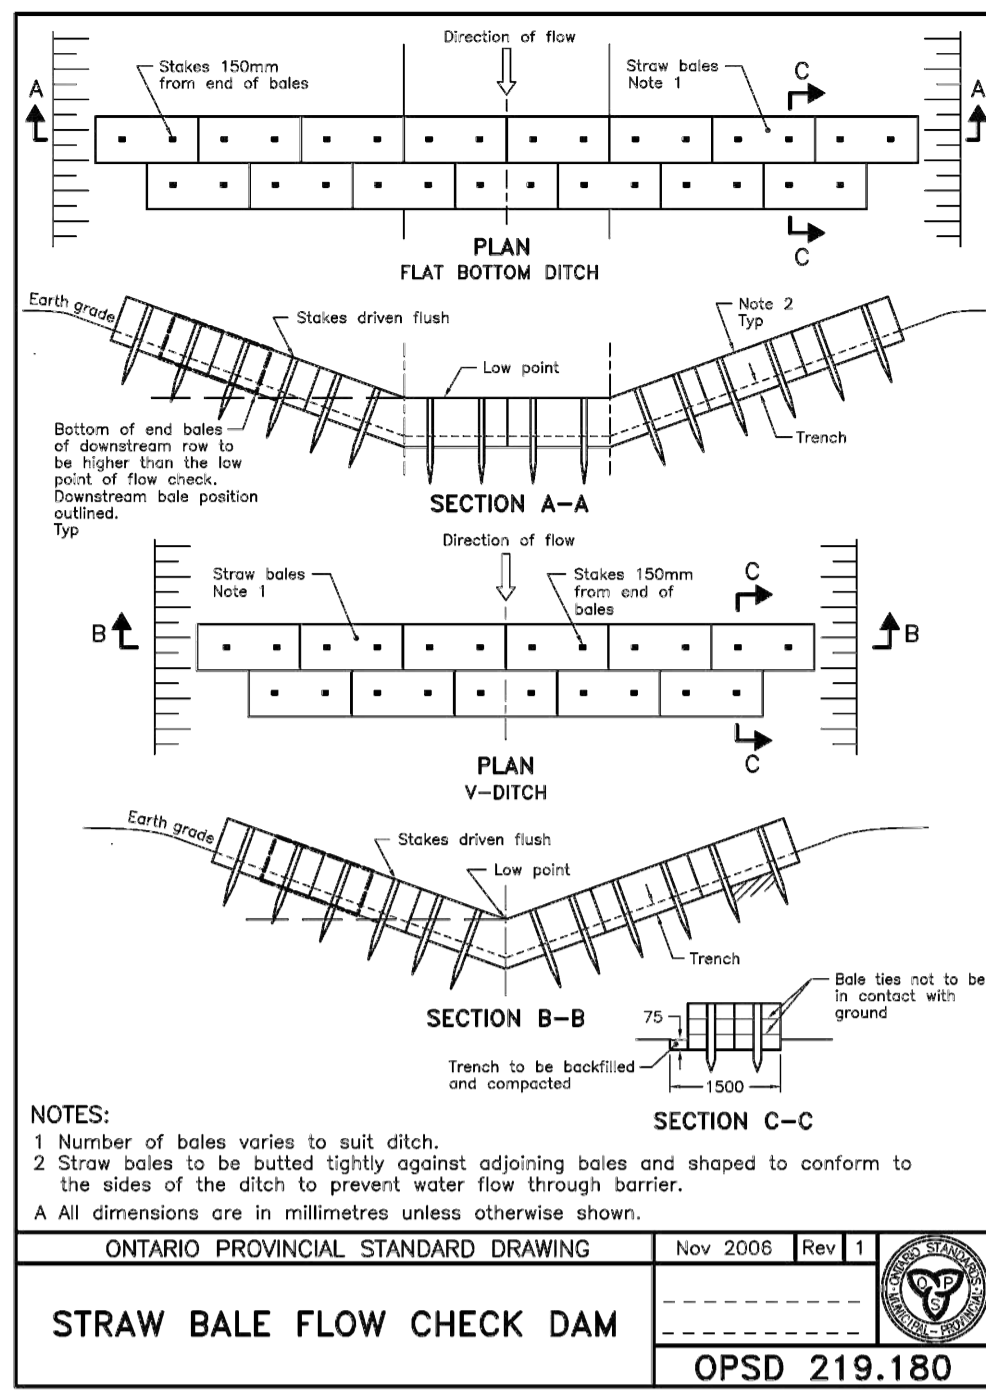 Direction of flow
Stakes 150mm
from end of bales
Straw bales
Note 1
C
A
A
C
PLAN
FLAT BOTTOM DITCH
Earth grade
Stakes driven flush
Note 2
Typ
Low point
Bottom of end bales
of downstream row to
be higher than the low
point of flow check.
Downstream bale position
outlined.
Typ
Trench
SECTION A-A
Direction of flow
Straw bales
Note 1
Stakes 150mm
from end of
bales
C
B
B
C
PLAN
V-DITCH
Earth grade
Stakes driven flush
Low point
Trench
SECTION B-B
Bale ties not to be
in contact with
ground
75
Trench to be backfilled
and compacted
1500
SECTION C-C
NOTES:
1 Number of bales varies to suit ditch.
2 Straw bales to be butted tightly against adjoining bales and shaped to conform to
the sides of the ditch to prevent water flow through barrier.
A All dimensions are in millimetres unless otherwise shown.
ONTARIO PROVINCIAL STANDARD DRAWING
Nov 2006
Rev
1
ONTARIO STANDARDS
MUNICIPAL-PROVINCIAL
O P
S
STRAW BALE FLOW CHECK DAM
OPSD 219.180